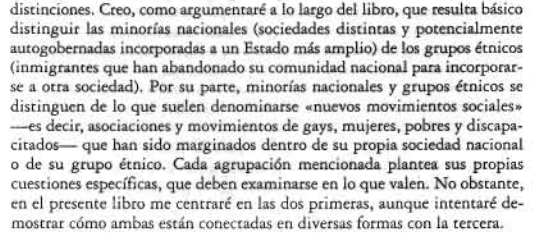 distinciones. Creo, como argumentaré a lo largo del libro, que resulta básico
distinguir las minorías nacionales (sociedades distintas y potencialmente
autogobernadas incorporadas a un Estado más amplio) de los grupos étnicos
(inmigrantes que han abandonado su comunidad nacional para incorporar-
se a otra sociedad). Por su parte, minorías nacionales y grupos étnicos se
distinguen de lo que suelen denominarse «nuevos movimientos sociales»
—es decir, asociaciones y movimientos de gays, mujeres, pobres y discapa-
citados— que han sido marginados dentro de su propia sociedad nacional
o de su grupo étnico. Cada agrupación mencionada plantea sus propias
cuestiones específicas, que deben examinarse en lo que valen. No obstante,
en el presente libro me centraré en las dos primeras, aunque intentaré de-
mostrar cómo ambas están conectadas en diversas formas con la tercera.